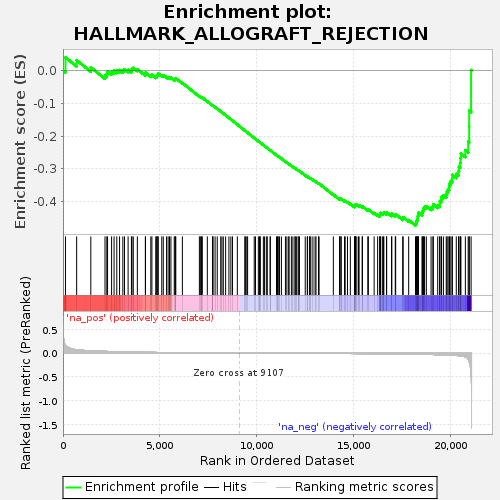 Enrichment plot:
HALLMARK_ALLOGRAFT_REJECTION
Enrichment score (ES)
0.0
-0.1
-0.2
-0.3
-0.4
'na_pos' (positively correlated)
Ranked list metric (PreRanked)
0.5
0.0
-0.5
-1.0
-1.5
Zero cross at 9107
'na_neg' (negatively correlated)
0
5,000
10,000
15,000
20,000
Rank in Ordered Dataset
Enrichment profile
Hits
Ranking metric scores